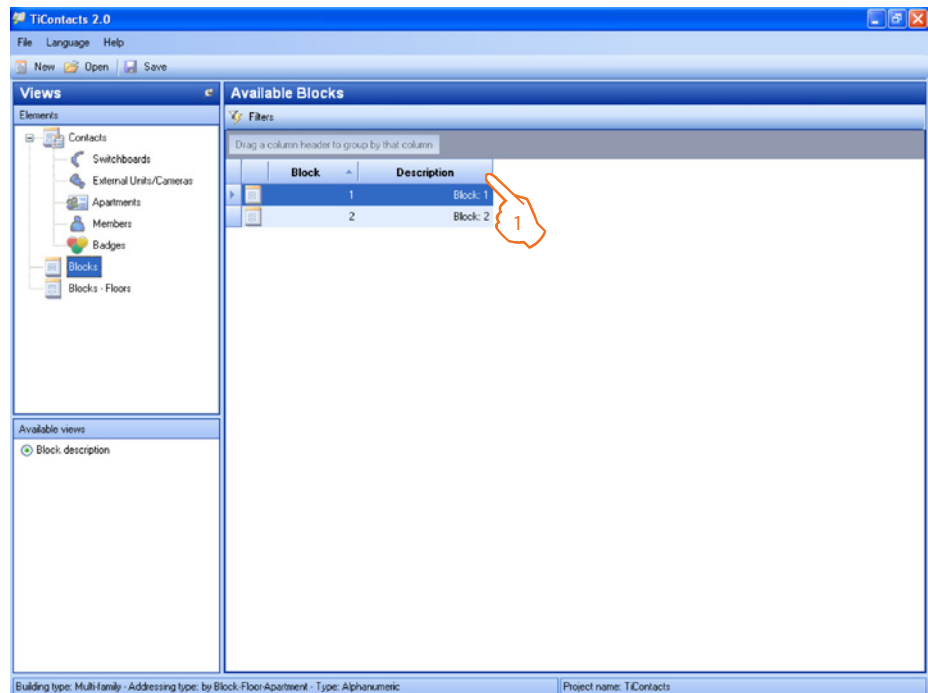 TiContacts 2.0
File Language Help
New Open Save
Views
Elements
Contacts
Switchboards
External Units/Cameras
Apartments
Members
Badges
Blocks
Blocks - Floors
Available views
Block description
Available Blocks
Filters
Drag a column header to group by that column
Block Description
1 Block: 1
2 Block: 2
1
Building type: Multi-family - Addressing type: by Block-Floor-Apartment - Type: Alphanumeric
Project name: TiContacts